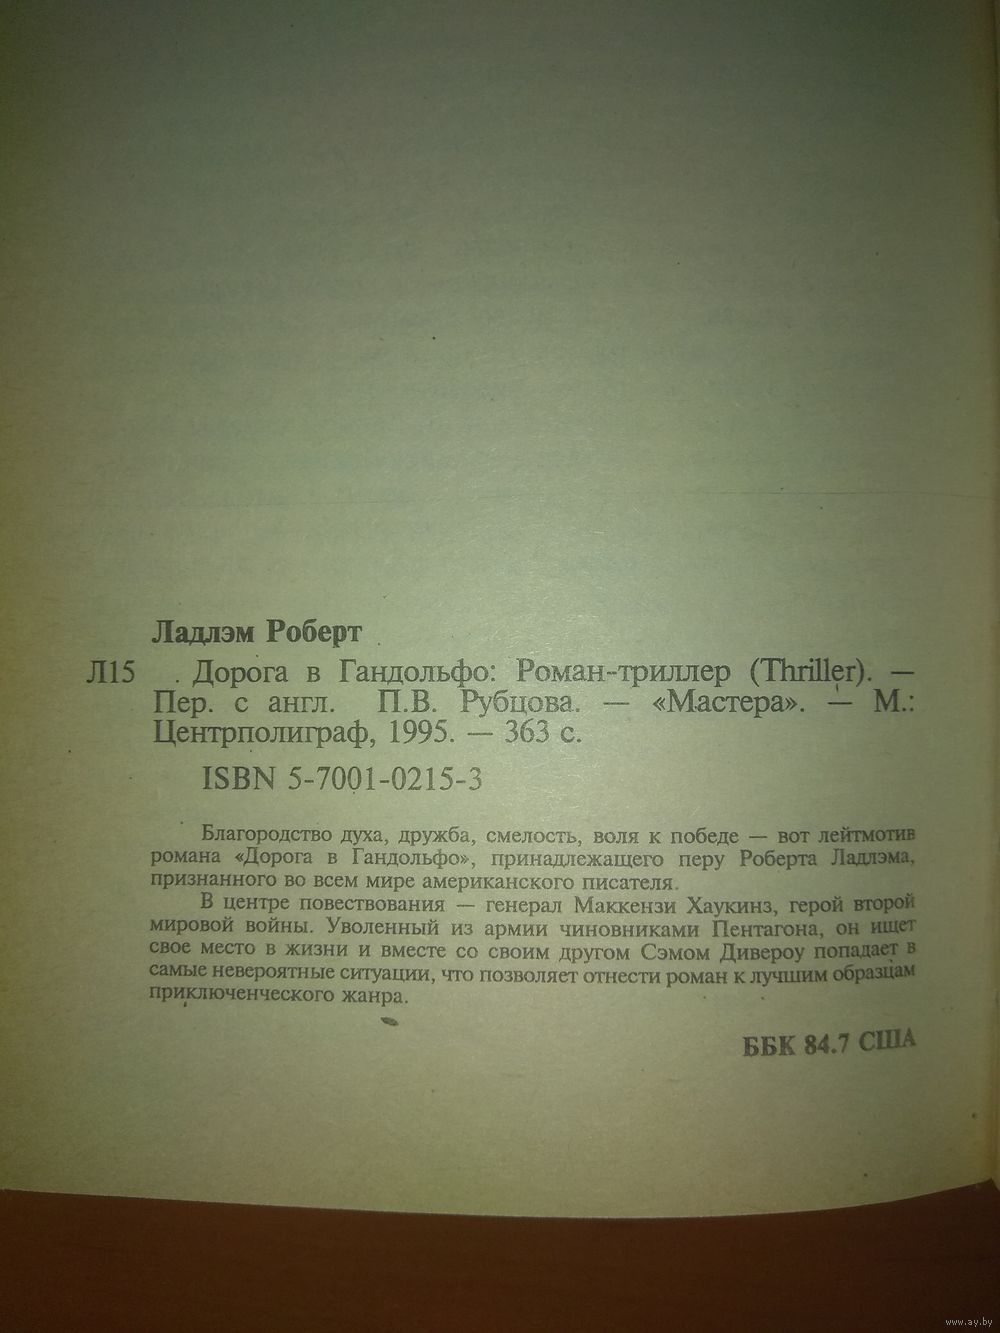 Ладлэм Роберт
Л15 Дорога в Гандольфо: Роман-триллер (Thriller). —
Пер. с англ. П.В. Рубцова. — «Мастера». — М.:
Центрполиграф, 1995. — 363 с.
ISBN 5-7001-0215-3
Благородство духа, дружба, смелость, воля к победе — вот лейтмотив
романа «Дорога в Гандольфо», принадлежащего перу Роберта Ладлэма,
признанного во всем мире американского писателя.
В центре повествования — генерал Маккензи Хаукинз, герой второй
мировой войны. Уволенный из армии чиновниками Пентагона, он ищет
свое место в жизни и вместе со своим другом Сэмом Дивероу попадает в
самые невероятные ситуации, что позволяет отнести роман к лучшим образцам
приключенческого жанра.
ББК 84.7 США
www.ay.by